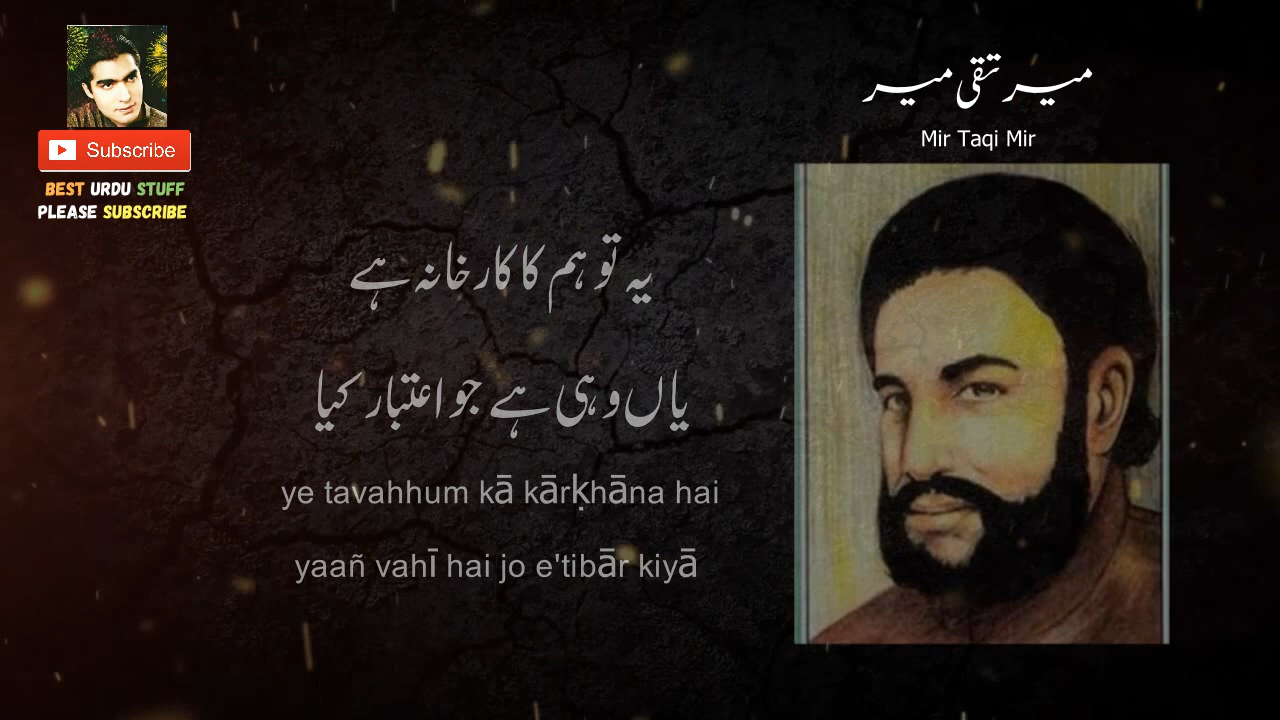 Subscribe
BEST URDU STUFF
PLEASE SUBSCRIBE
میر تقی میر
Mir Taqi Mir
یہ توہم کا کارخانہ ہے
یاں وہی ہے جو اعتبار کیا
ye tavahhum kā kārḳhāna hai
yaañ vahī hai jo e'tibār kiyā